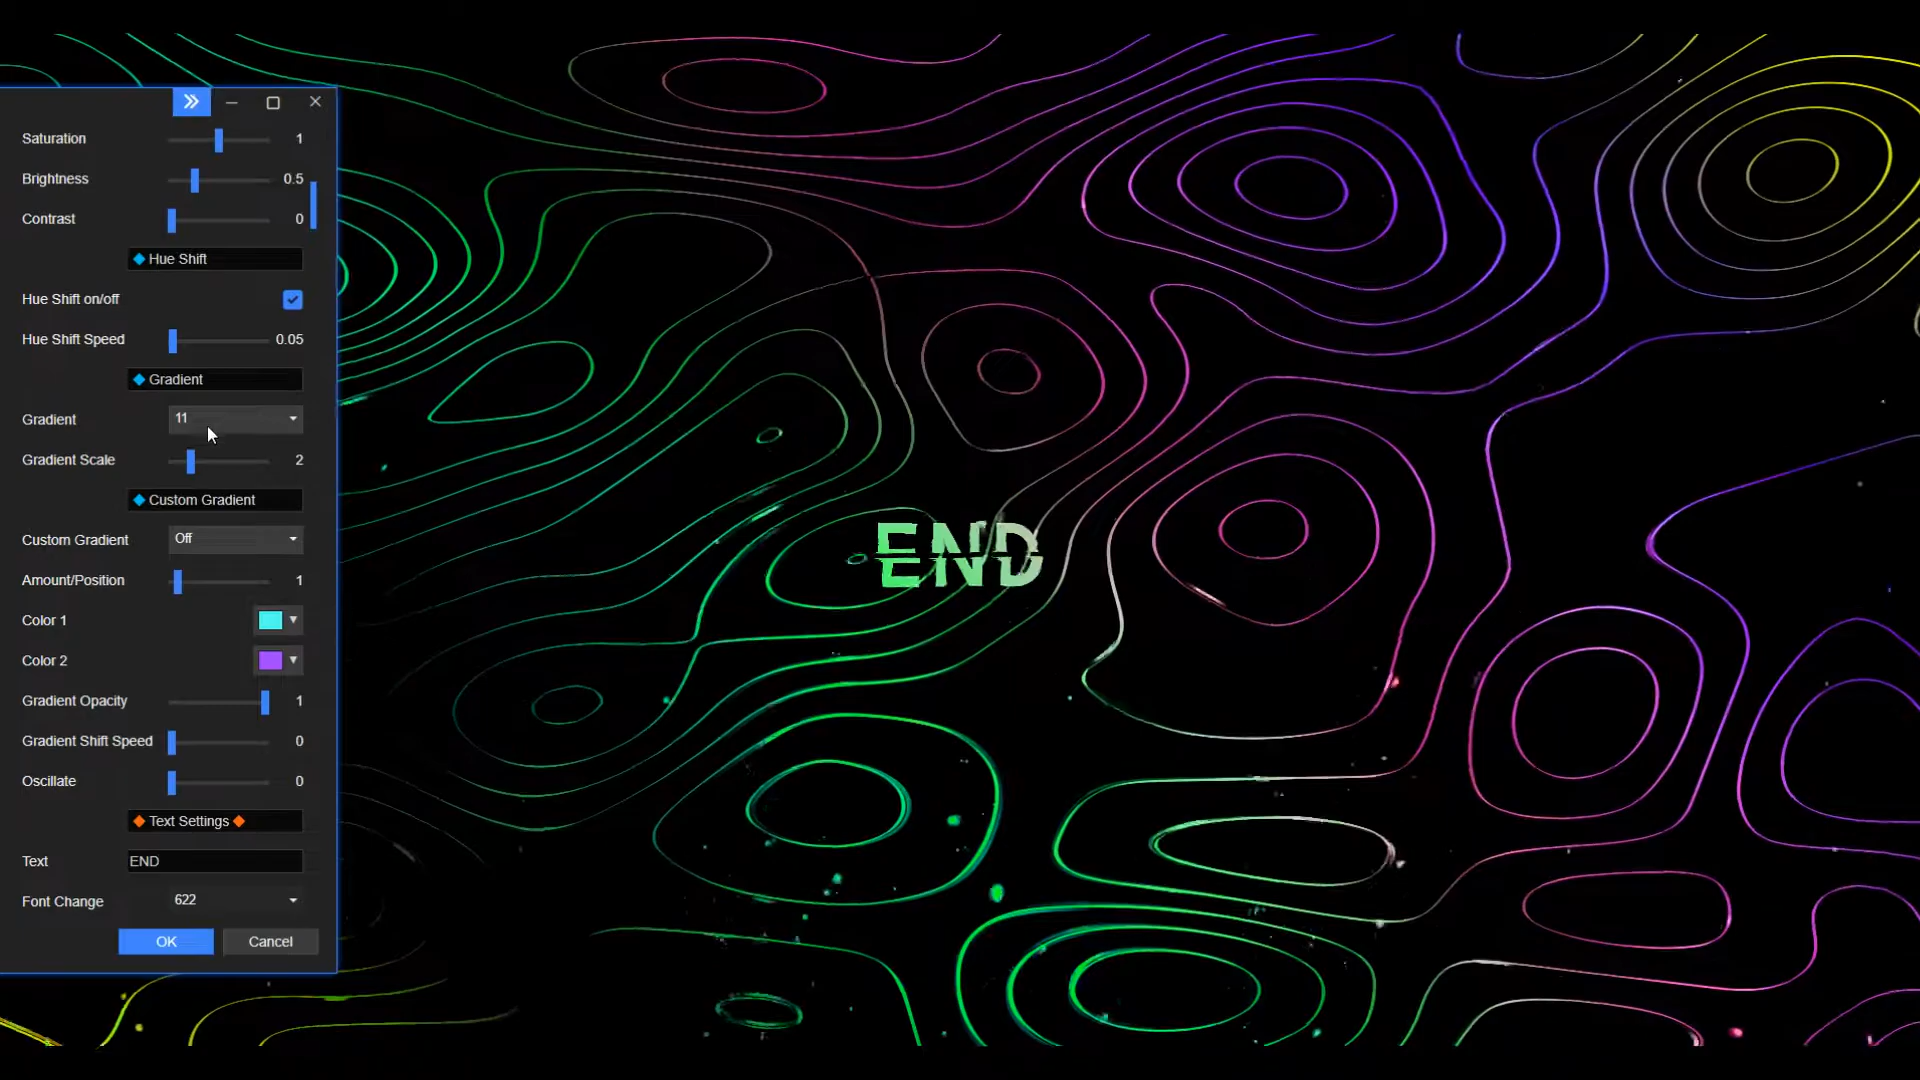 Saturation 1
Brightness 0.5
Contrast 0
Hue Shift
Hue Shift on/off
Hue Shift Speed 0.05
Gradient
Gradient 11
Gradient Scale 2
Custom Gradient
Custom Gradient Off
Amount/Position 1
Color 1
Color 2
Gradient Opacity 1
Gradient Shift Speed 0
Oscillate 0
Text Settings
Text END
Font Change 622
OK Cancel
END